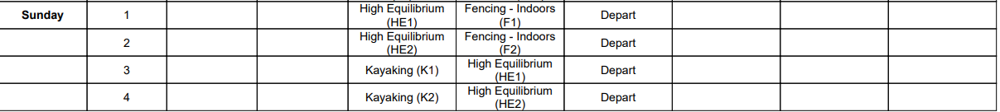 Sunday 1 High Equilibrium (HE1) Fencing - Indoors (F1) Depart
2 High Equilibrium (HE2) Fencing - Indoors (F2) Depart
3 Kayaking (K1) High Equilibrium (HE1) Depart
4 Kayaking (K2) High Equilibrium (HE2) Depart